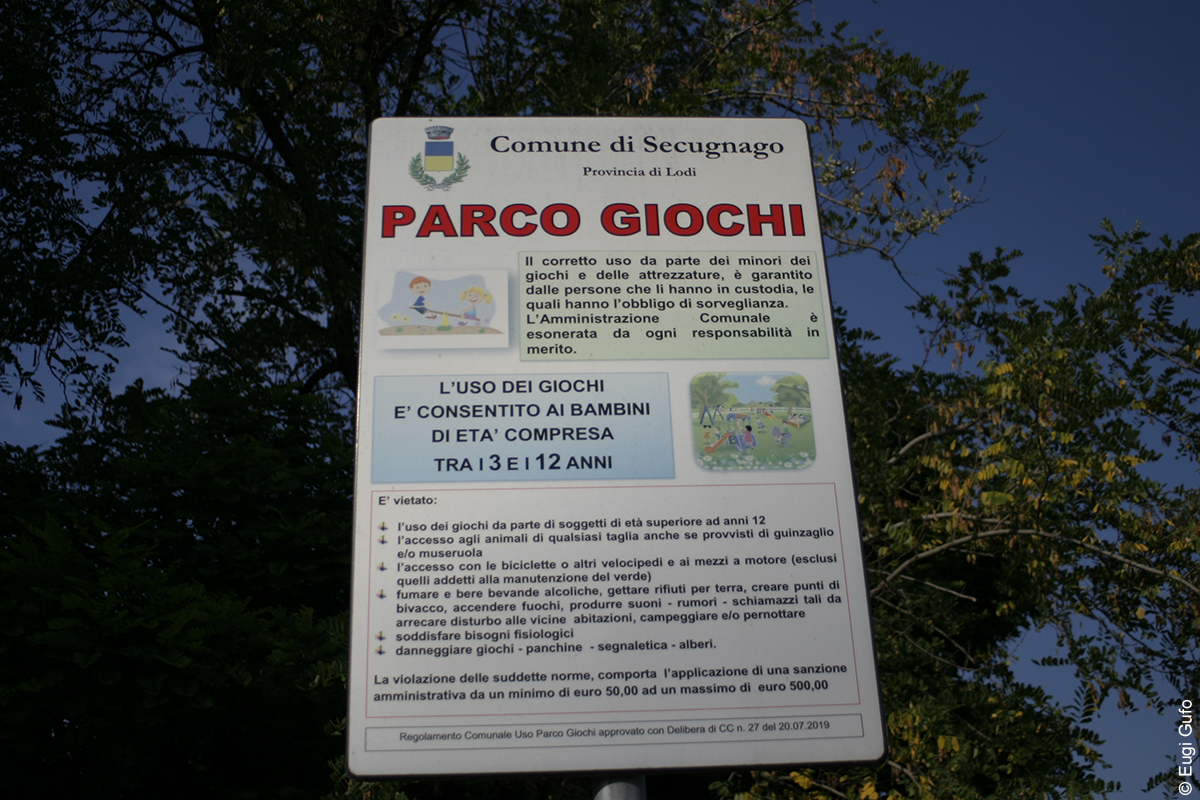 Comune di Secugnago
Provincia di Lodi
PARCO GIOCHI
Il corretto uso da parte dei minori dei
giochi e delle attrezzature, è garantito
dalle persone che li hanno in custodia, le
quali hanno l'obbligo di sorveglianza.
L'Amministrazione Comunale è
esonerata da ogni responsabilità in
merito.
L'USO DEI GIOCHI
E' CONSENTITO AI BAMBINI
DI ETA' COMPRESA
TRA I 3 E I 12 ANNI
E' vietato:
l'uso dei giochi da parte di soggetti di età superiore ad anni 12
l'accesso agli animali di qualsiasi taglia anche se provvisti di guinzaglio
e/o museruola
l'accesso con le biciclette o altri velocipedi e ai mezzi a motore (esclusi
quelli addetti alla manutenzione del verde)
fumare e bere bevande alcoliche, gettare rifiuti per terra, creare punti di
bivacco, accendere fuochi, produrre suoni - rumori - schiamazzi tali da
arrecare disturbo alle vicine abitazioni, campeggiare e/o pernottare
soddisfare bisogni fisiologici
danneggiare giochi - panchine - segnaletica - alberi.
La violazione delle suddette norme, comporta l'applicazione di una sanzione
amministrativa da un minimo di euro 50,00 ad un massimo di euro 500,00
Regolamento Comunale Uso Parco Giochi approvato con Delibera di CC n. 27 del 20.07.2019
© Eugi Gufo